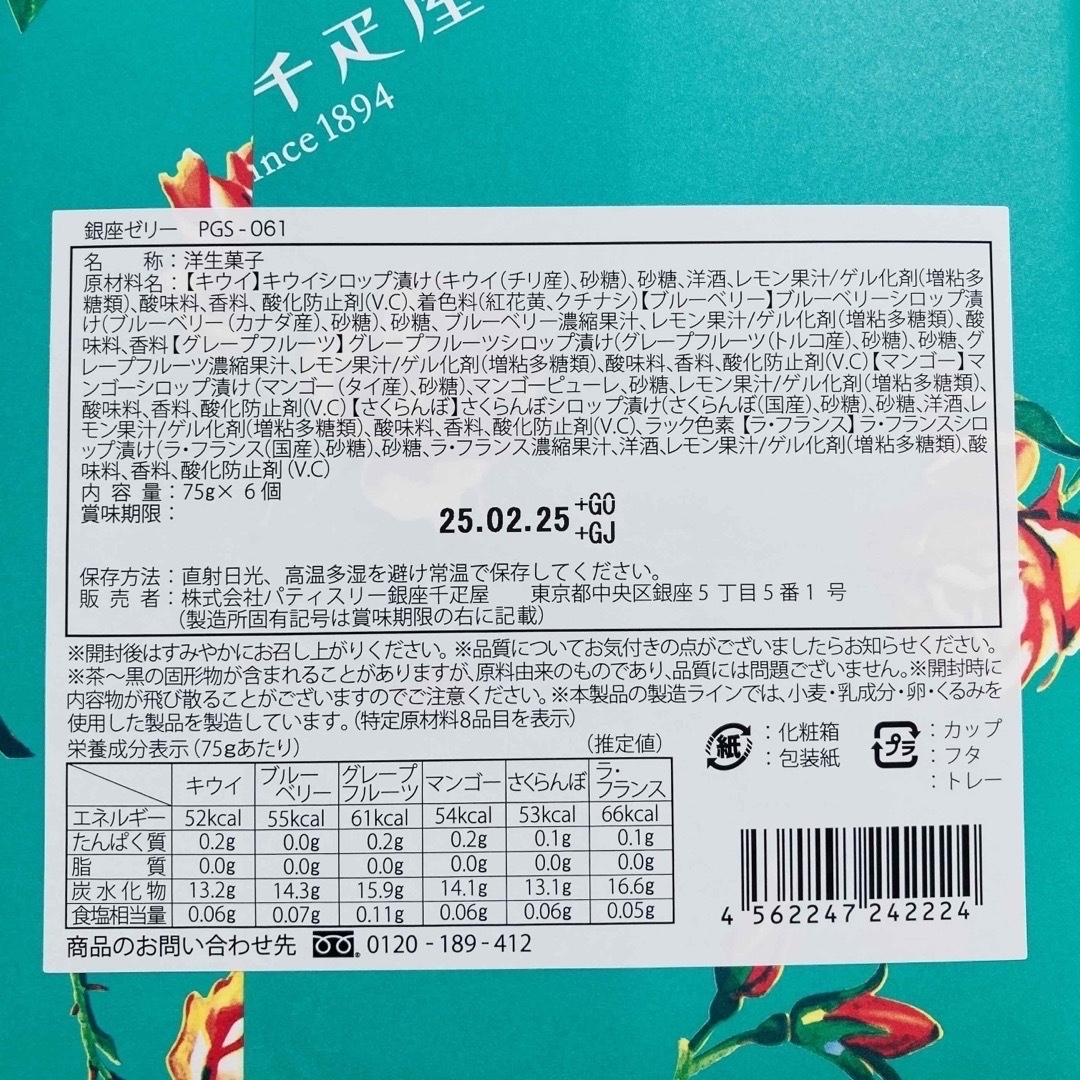 千疋屋
ince 1894
銀座ゼリー PGS-061
名 称：洋生菓子
原材料名：【キウイ】キウイシロップ漬け（キウイ（チリ産）、砂糖）、砂糖、洋酒、レモン果汁/ゲル化剤（増粘多
糖類）、酸味料、香料、酸化防止剤（V.C）、着色料（紅花黄、クチナシ）【ブルーベリー】ブルーベリーシロップ漬
け（ブルーベリー（カナダ産）、砂糖）、砂糖、ブルーベリー濃縮果汁、レモン果汁/ゲル化剤（増粘多糖類）、酸
味料、香料【グレープフルーツ】グレープフルーツシロップ漬け（グレープフルーツ（トルコ産）、砂糖）、砂糖、グ
レープフルーツ濃縮果汁、レモン果汁/ゲル化剤（増粘多糖類）、酸味料、香料、酸化防止剤（V.C）【マンゴー】マ
ンゴーシロップ漬け（マンゴー（タイ産）、砂糖）、マンゴーピューレ、砂糖、レモン果汁/ゲル化剤（増粘多糖類）、
酸味料、香料、酸化防止剤（V.C）【さくらんぼ】さくらんぼシロップ漬け（さくらんぼ（国産）、砂糖）、砂糖、洋酒、レ
モン果汁/ゲル化剤（増粘多糖類）、酸味料、香料、酸化防止剤（V.C）、ラック色素【ラ・フランス】ラ・フランスシロ
ップ漬け（ラ・フランス（国産）、砂糖）、砂糖、ラ・フランス濃縮果汁、洋酒、レモン果汁/ゲル化剤（増粘多糖類）、酸
味料、香料、酸化防止剤（V.C）
内 容 量：75g× 6個
賞味期限：
25.02.25 +GO
+GJ
保存方法：直射日光、高温多湿を避け常温で保存してください。
販 売 者：株式会社パティスリー銀座千疋屋 東京都中央区銀座5丁目5番1号
（製造所固有記号は賞味期限の右に記載）
※開封後はすみやかにお召し上がりください。※品質についてお気付きの点がございましたらお知らせください。
※茶～黒の固形物が含まれることがありますが、原料由来のものであり、品質には問題ございません。※開封時に
内容物が飛び散ることがございますのでご注意ください。※本製品の製造ラインでは、小麦・乳成分・卵・くるみを
使用した製品を製造しています。（特定原材料8品目を表示）
栄養成分表示（75gあたり） （推定値）
キウイ ブルーベリー グレープフルーツ マンゴー さくらんぼ ラ・フランス
エネルギー 52kcal 55kcal 61kcal 54kcal 53kcal 66kcal
たんぱく質 0.2g 0.0g 0.2g 0.2g 0.1g 0.1g
脂 質 0.0g 0.0g 0.0g 0.0g 0.0g 0.0g
炭水化物 13.2g 14.3g 15.9g 14.1g 13.1g 16.6g
食塩相当量 0.06g 0.07g 0.11g 0.06g 0.06g 0.05g
商品のお問い合わせ先 0120-189-412
紙 ：化粧箱
：包装紙
プラ ：カップ
：フタ
：トレー
4 562247 242224